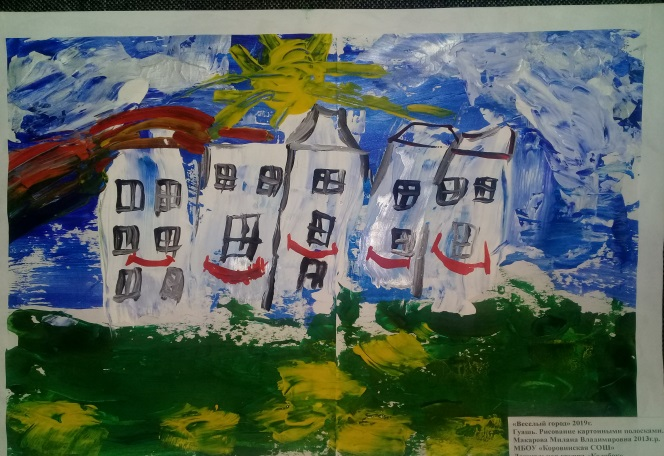 «Веселый город» 2019г.
Гуашь. Рисование картонными полосками.
Макарова Милана Владимировна 2013г.р.
МБОУ «Коровинская СОШ»